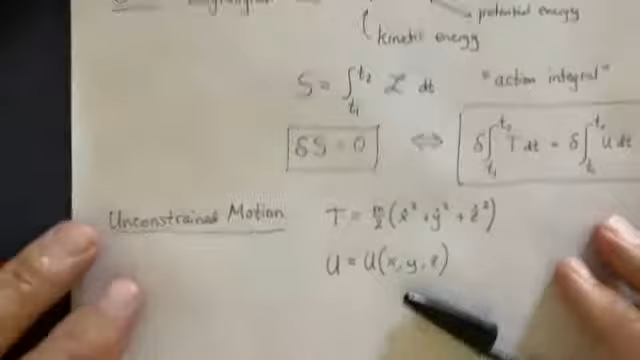 potential energy
kinetic energy
S = ∫_{t₁}^{t₂} ℒ dt "action integral"
δS = 0 ⟺ δ∫_{t₁}^{t₂} T dt = δ∫_{t₁}^{t₂} U dt
Unconstrained Motion T = m/2 (ẋ² + ẏ² + ż²)
U = U(x, y, z)